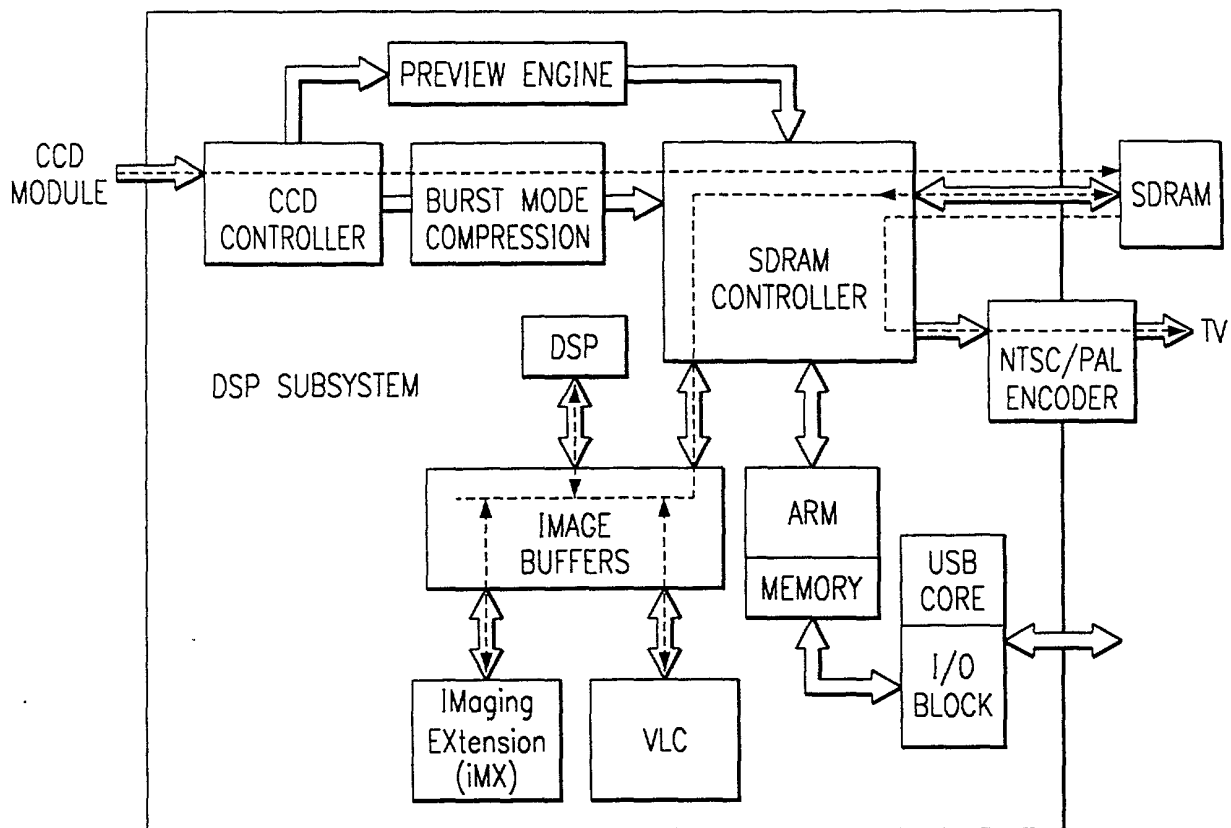 PREVIEW ENGINE
CCD
MODULE
CCD
CONTROLLER
BURST MODE
COMPRESSION
SDRAM
CONTROLLER
SDRAM
DSP
DSP SUBSYSTEM
NTSC/PAL
ENCODER
TV
IMAGE
BUFFERS
ARM
MEMORY
USB
CORE
I/O
BLOCK
IMaging
EXtension
(iMX)
VLC